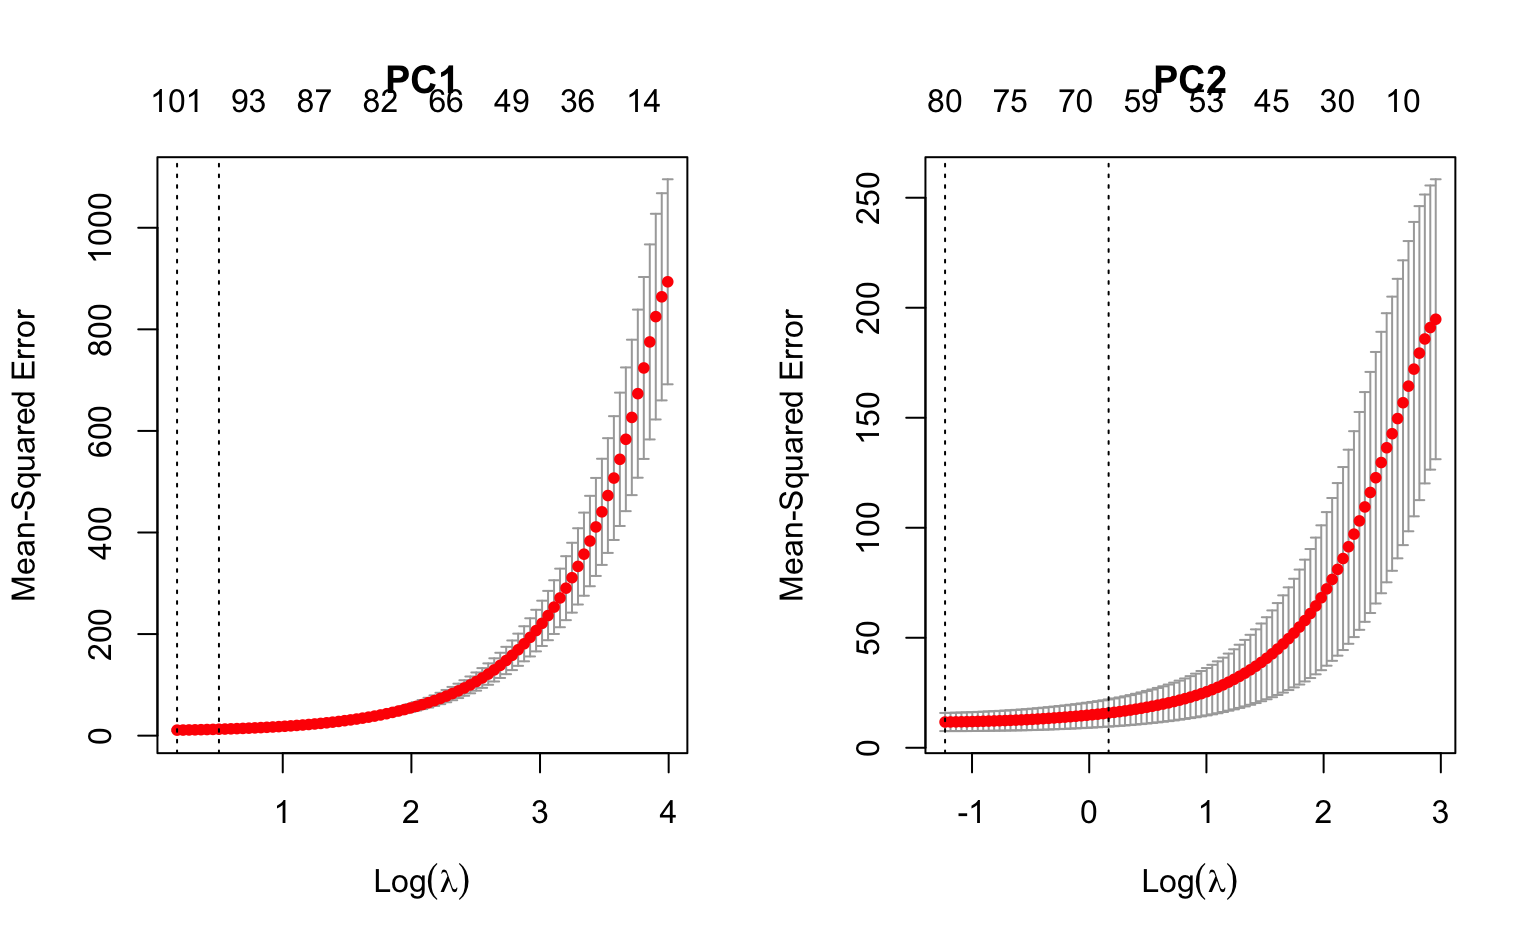 PC1
101 93 87 82 66 49 36 14
Mean-Squared Error
0 200 400 600 800 1000
1 2 3 4
Log(λ)
PC2
80 75 70 59 53 45 30 10
Mean-Squared Error
0 50 100 150 200 250
-1 0 1 2 3
Log(λ)